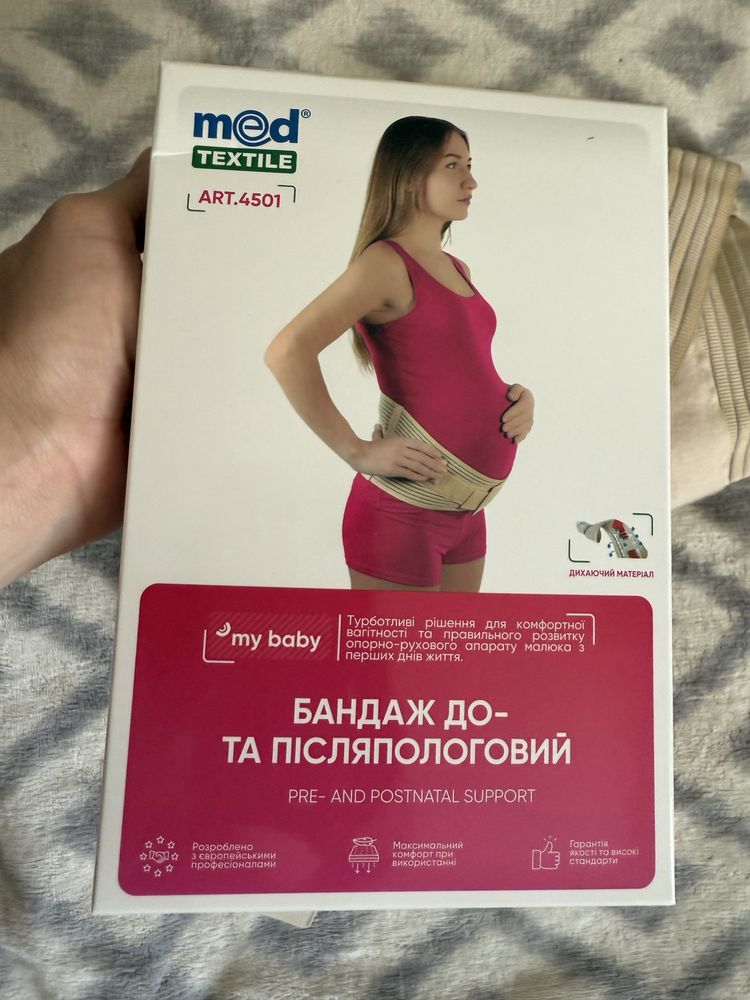 med®
TEXTILE
ART.4501
ДИХАЮЧИЙ МАТЕРІАЛ
my baby
Турботливі рішення для комфортної
вагітності та правильного розвитку
опорно-рухового апарату малюка з
перших днів життя.
БАНДАЖ ДО-
ТА ПІСЛЯПОЛОГОВИЙ
PRE- AND POSTNATAL SUPPORT
Розроблено
з європейськими
професіоналами
Максимальний
комфорт при
використанні
Гарантія
якості та високі
стандарти